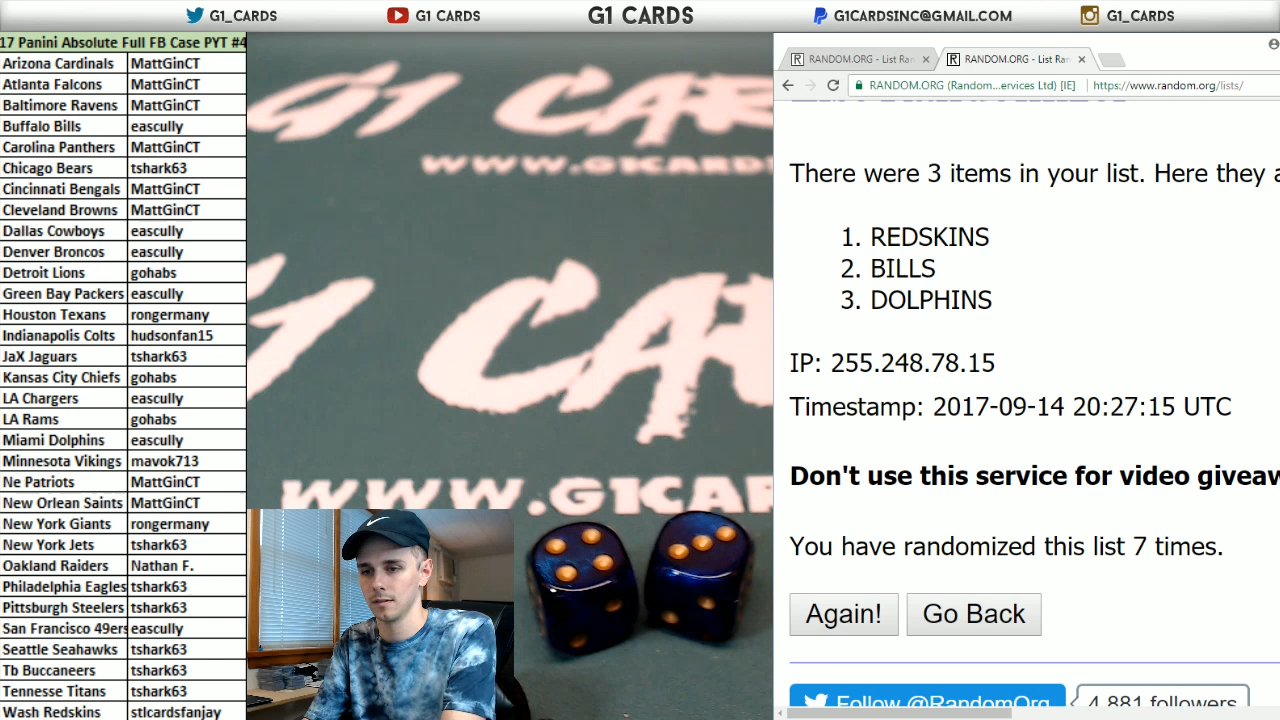 G1_CARDS
G1 CARDS
G1 CARDS
G1CARDSINC@GMAIL.COM
G1_CARDS
17 Panini Absolute Full FB Case PYT #4
Arizona Cardinals MattGinCT
Atlanta Falcons MattGinCT
Baltimore Ravens MattGinCT
Buffalo Bills eascully
Carolina Panthers MattGinCT
Chicago Bears tshark63
Cincinnati Bengals MattGinCT
Cleveland Browns MattGinCT
Dallas Cowboys eascully
Denver Broncos eascully
Detroit Lions gohabs
Green Bay Packers eascully
Houston Texans rongermany
Indianapolis Colts hudsonfan15
JaX Jaguars tshark63
Kansas City Chiefs gohabs
LA Chargers eascully
LA Rams gohabs
Miami Dolphins eascully
Minnesota Vikings mavok713
Ne Patriots MattGinCT
New Orlean Saints MattGinCT
New York Giants rongermany
New York Jets tshark63
Oakland Raiders Nathan F.
Philadelphia Eagles tshark63
Pittsburgh Steelers tshark63
San Francisco 49ers eascully
Seattle Seahawks tshark63
Tb Buccaneers tshark63
Tennesse Titans tshark63
Wash Redskins stlcardsfanjay
G1 CAR
WWW.G1CARD
G1 CAR
WWW.G1CAR
RANDOM.ORG - List Ran
RANDOM.ORG - List Ran
RANDOM.ORG (Random...ervices Ltd) [IE]
https://www.random.org/lists/
There were 3 items in your list. Here they a
1. REDSKINS
2. BILLS
3. DOLPHINS
IP: 255.248.78.15
Timestamp: 2017-09-14 20:27:15 UTC
Don't use this service for video giveaw
You have randomized this list 7 times.
Again!
Go Back
Follow @RandomOrg
4,881 followers